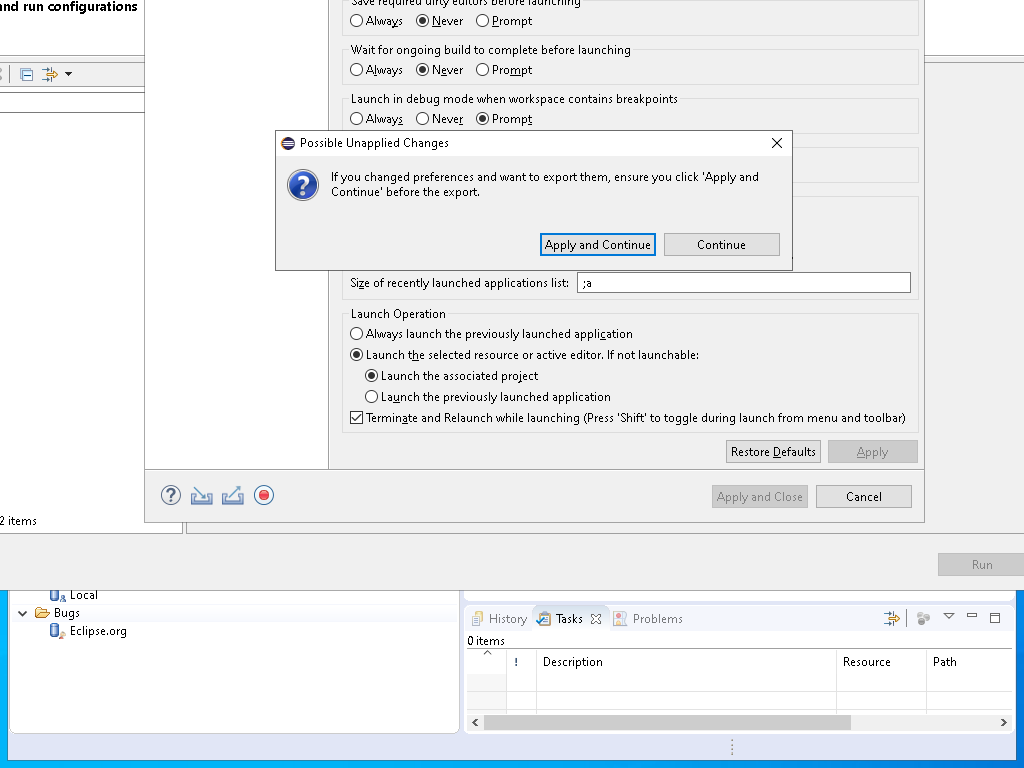 and run configurations
Save required dirty editors before launching
Always Never Prompt
Wait for ongoing build to complete before launching
Always Never Prompt
Launch in debug mode when workspace contains breakpoints
Always Never Prompt
Possible Unapplied Changes
If you changed preferences and want to export them, ensure you click 'Apply and
Continue' before the export.
Apply and Continue Continue
Size of recently launched applications list: ;a
Launch Operation
Always launch the previously launched application
Launch the selected resource or active editor. If not launchable:
Launch the associated project
Launch the previously launched application
Terminate and Relaunch while launching (Press 'Shift' to toggle during launch from menu and toolbar)
Restore Defaults Apply
Apply and Close Cancel
2 items
Run
Local
Bugs
Eclipse.org
History Tasks Problems
0 items
! Description Resource Path